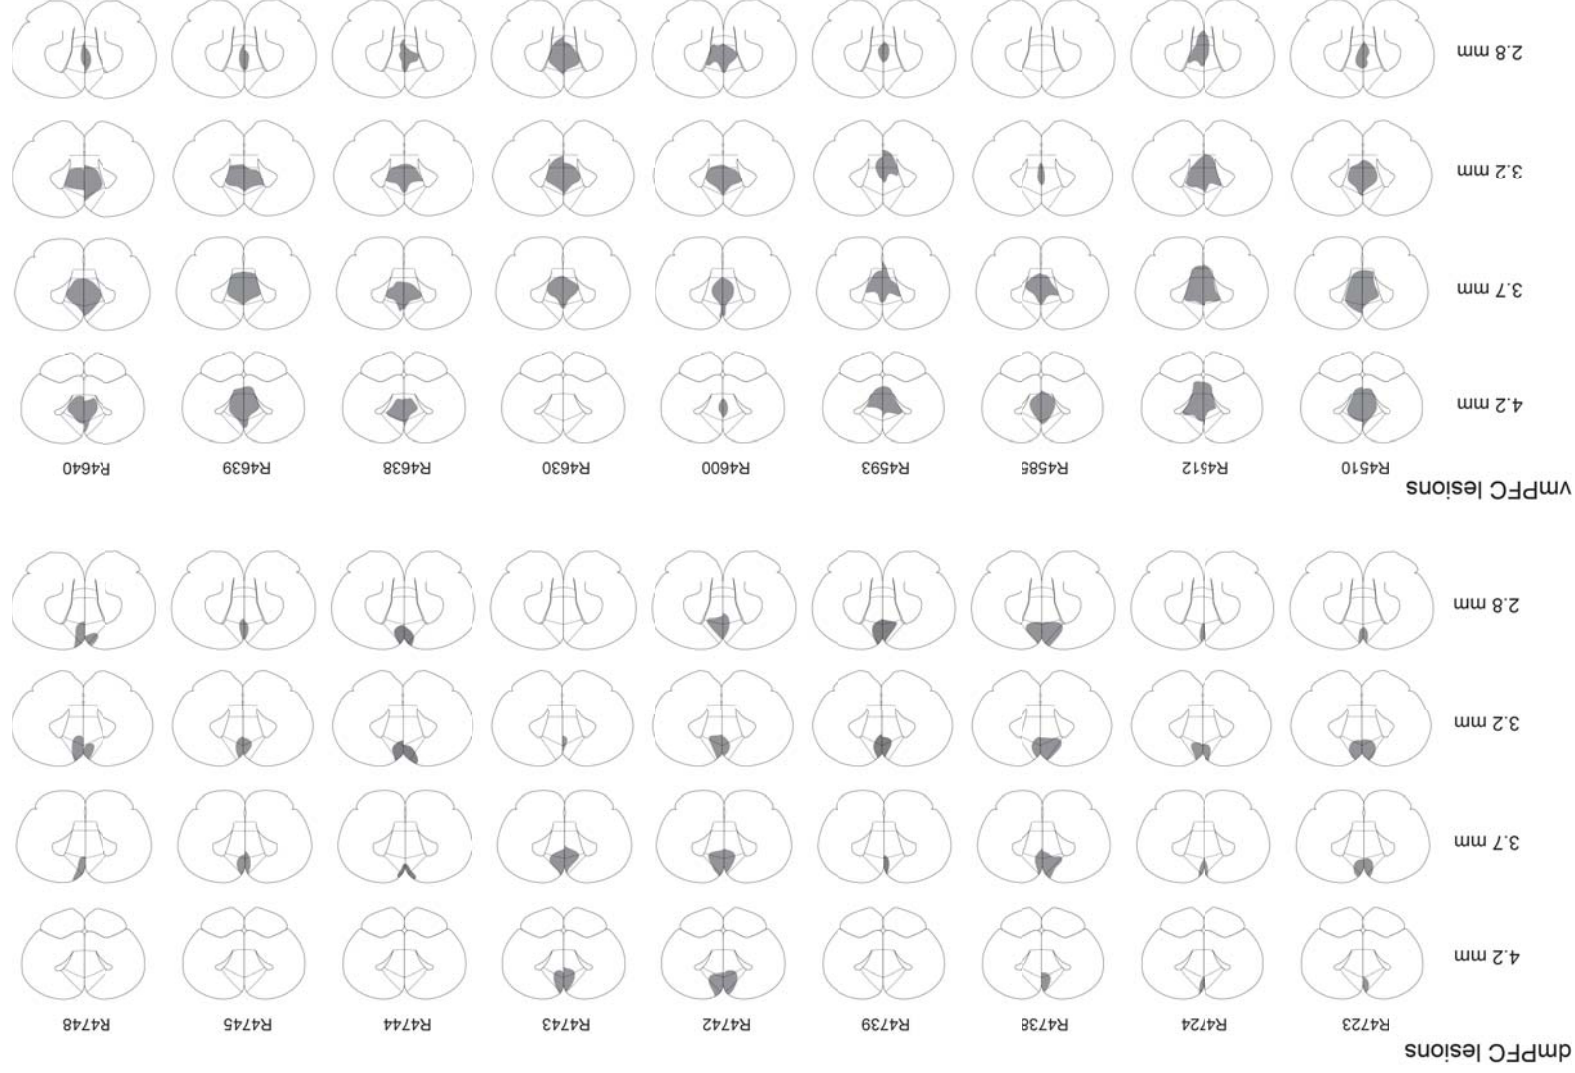 dmPFC lesions
R4723 R4724 R4738 R4739 R4742 R4743 R4744 R4745 R4748
4.2 mm
3.7 mm
3.2 mm
2.8 mm
vmPFC lesions
R4510 R4512 R4585 R4593 R4600 R4630 R4638 R4639 R4640
4.2 mm
3.7 mm
3.2 mm
2.8 mm